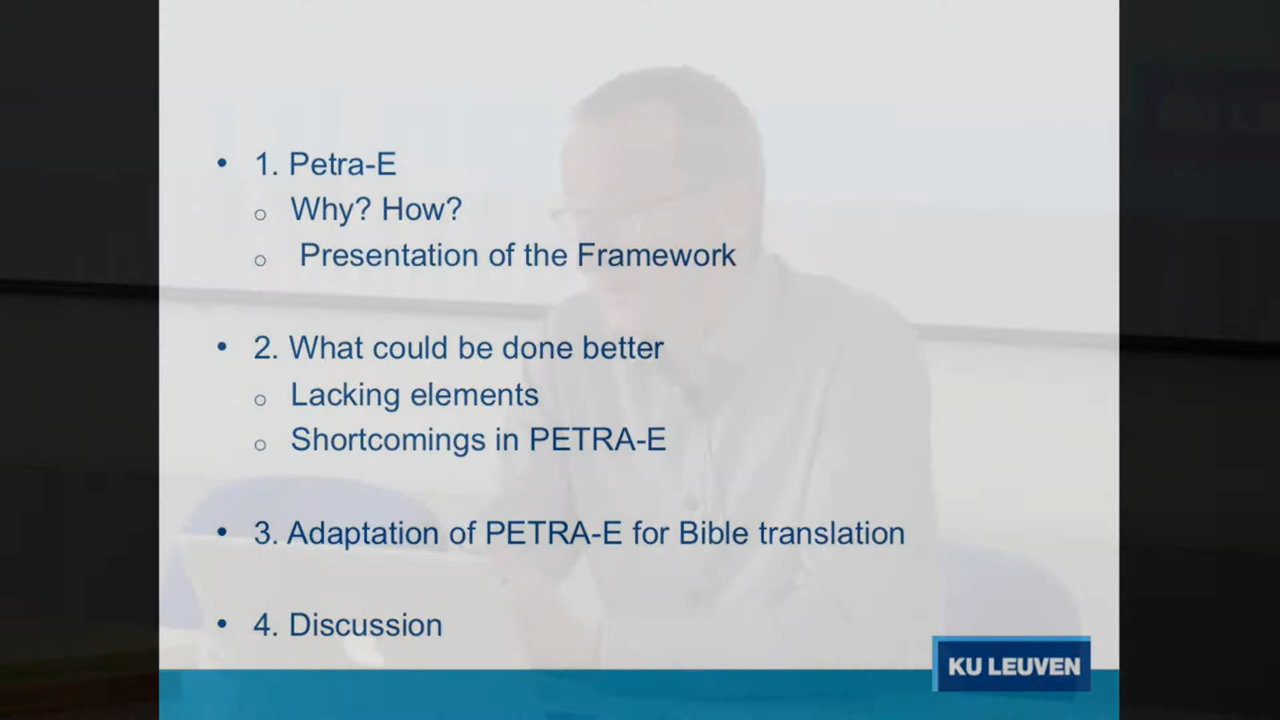 • 1. Petra-E
o Why? How?
o Presentation of the Framework
• 2. What could be done better
o Lacking elements
o Shortcomings in PETRA-E
• 3. Adaptation of PETRA-E for Bible translation
• 4. Discussion
KU LEUVEN